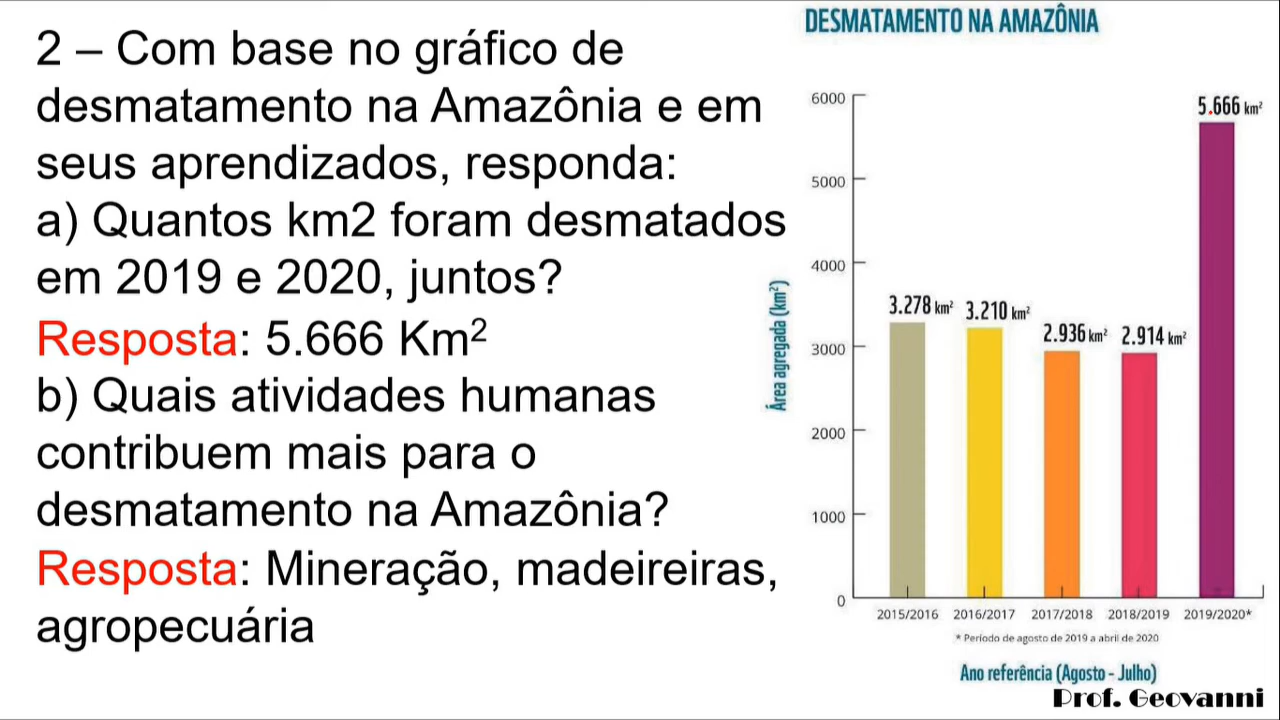 2 – Com base no gráfico de
desmatamento na Amazônia e em
seus aprendizados, responda:
a) Quantos km2 foram desmatados
em 2019 e 2020, juntos?
Resposta: 5.666 Km²
b) Quais atividades humanas
contribuem mais para o
desmatamento na Amazônia?
Resposta: Mineração, madeireiras,
agropecuária
DESMATAMENTO NA AMAZÔNIA
Área agregada (km²)
6000
5000
4000
3000
2000
1000
0
3.278 km²
3.210 km²
2.936 km²
2.914 km²
5.666 km²
2015/2016 2016/2017 2017/2018 2018/2019 2019/2020*
* Período de agosto de 2019 a abril de 2020
Ano referência (Agosto - Julho)
Prof. Geovanni